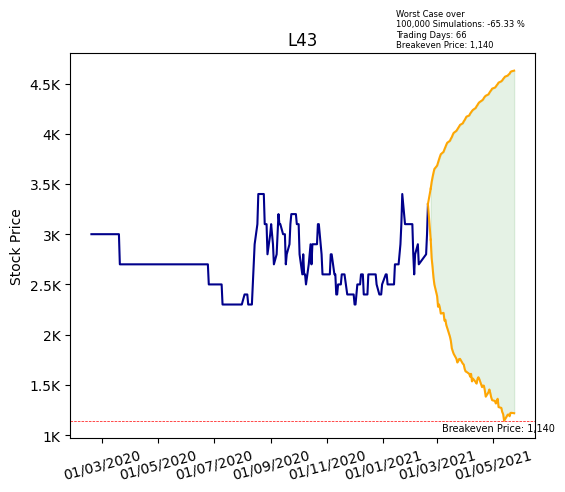 Worst Case over
100,000 Simulations: -65.33 %
Trading Days: 66
Breakeven Price: 1,140
L43
Stock Price
4.5K
4K
3.5K
3K
2.5K
2K
1.5K
1K
Breakeven Price: 1,140
01/03/2020
01/05/2020
01/07/2020
01/09/2020
01/11/2020
01/01/2021
01/03/2021
01/05/2021